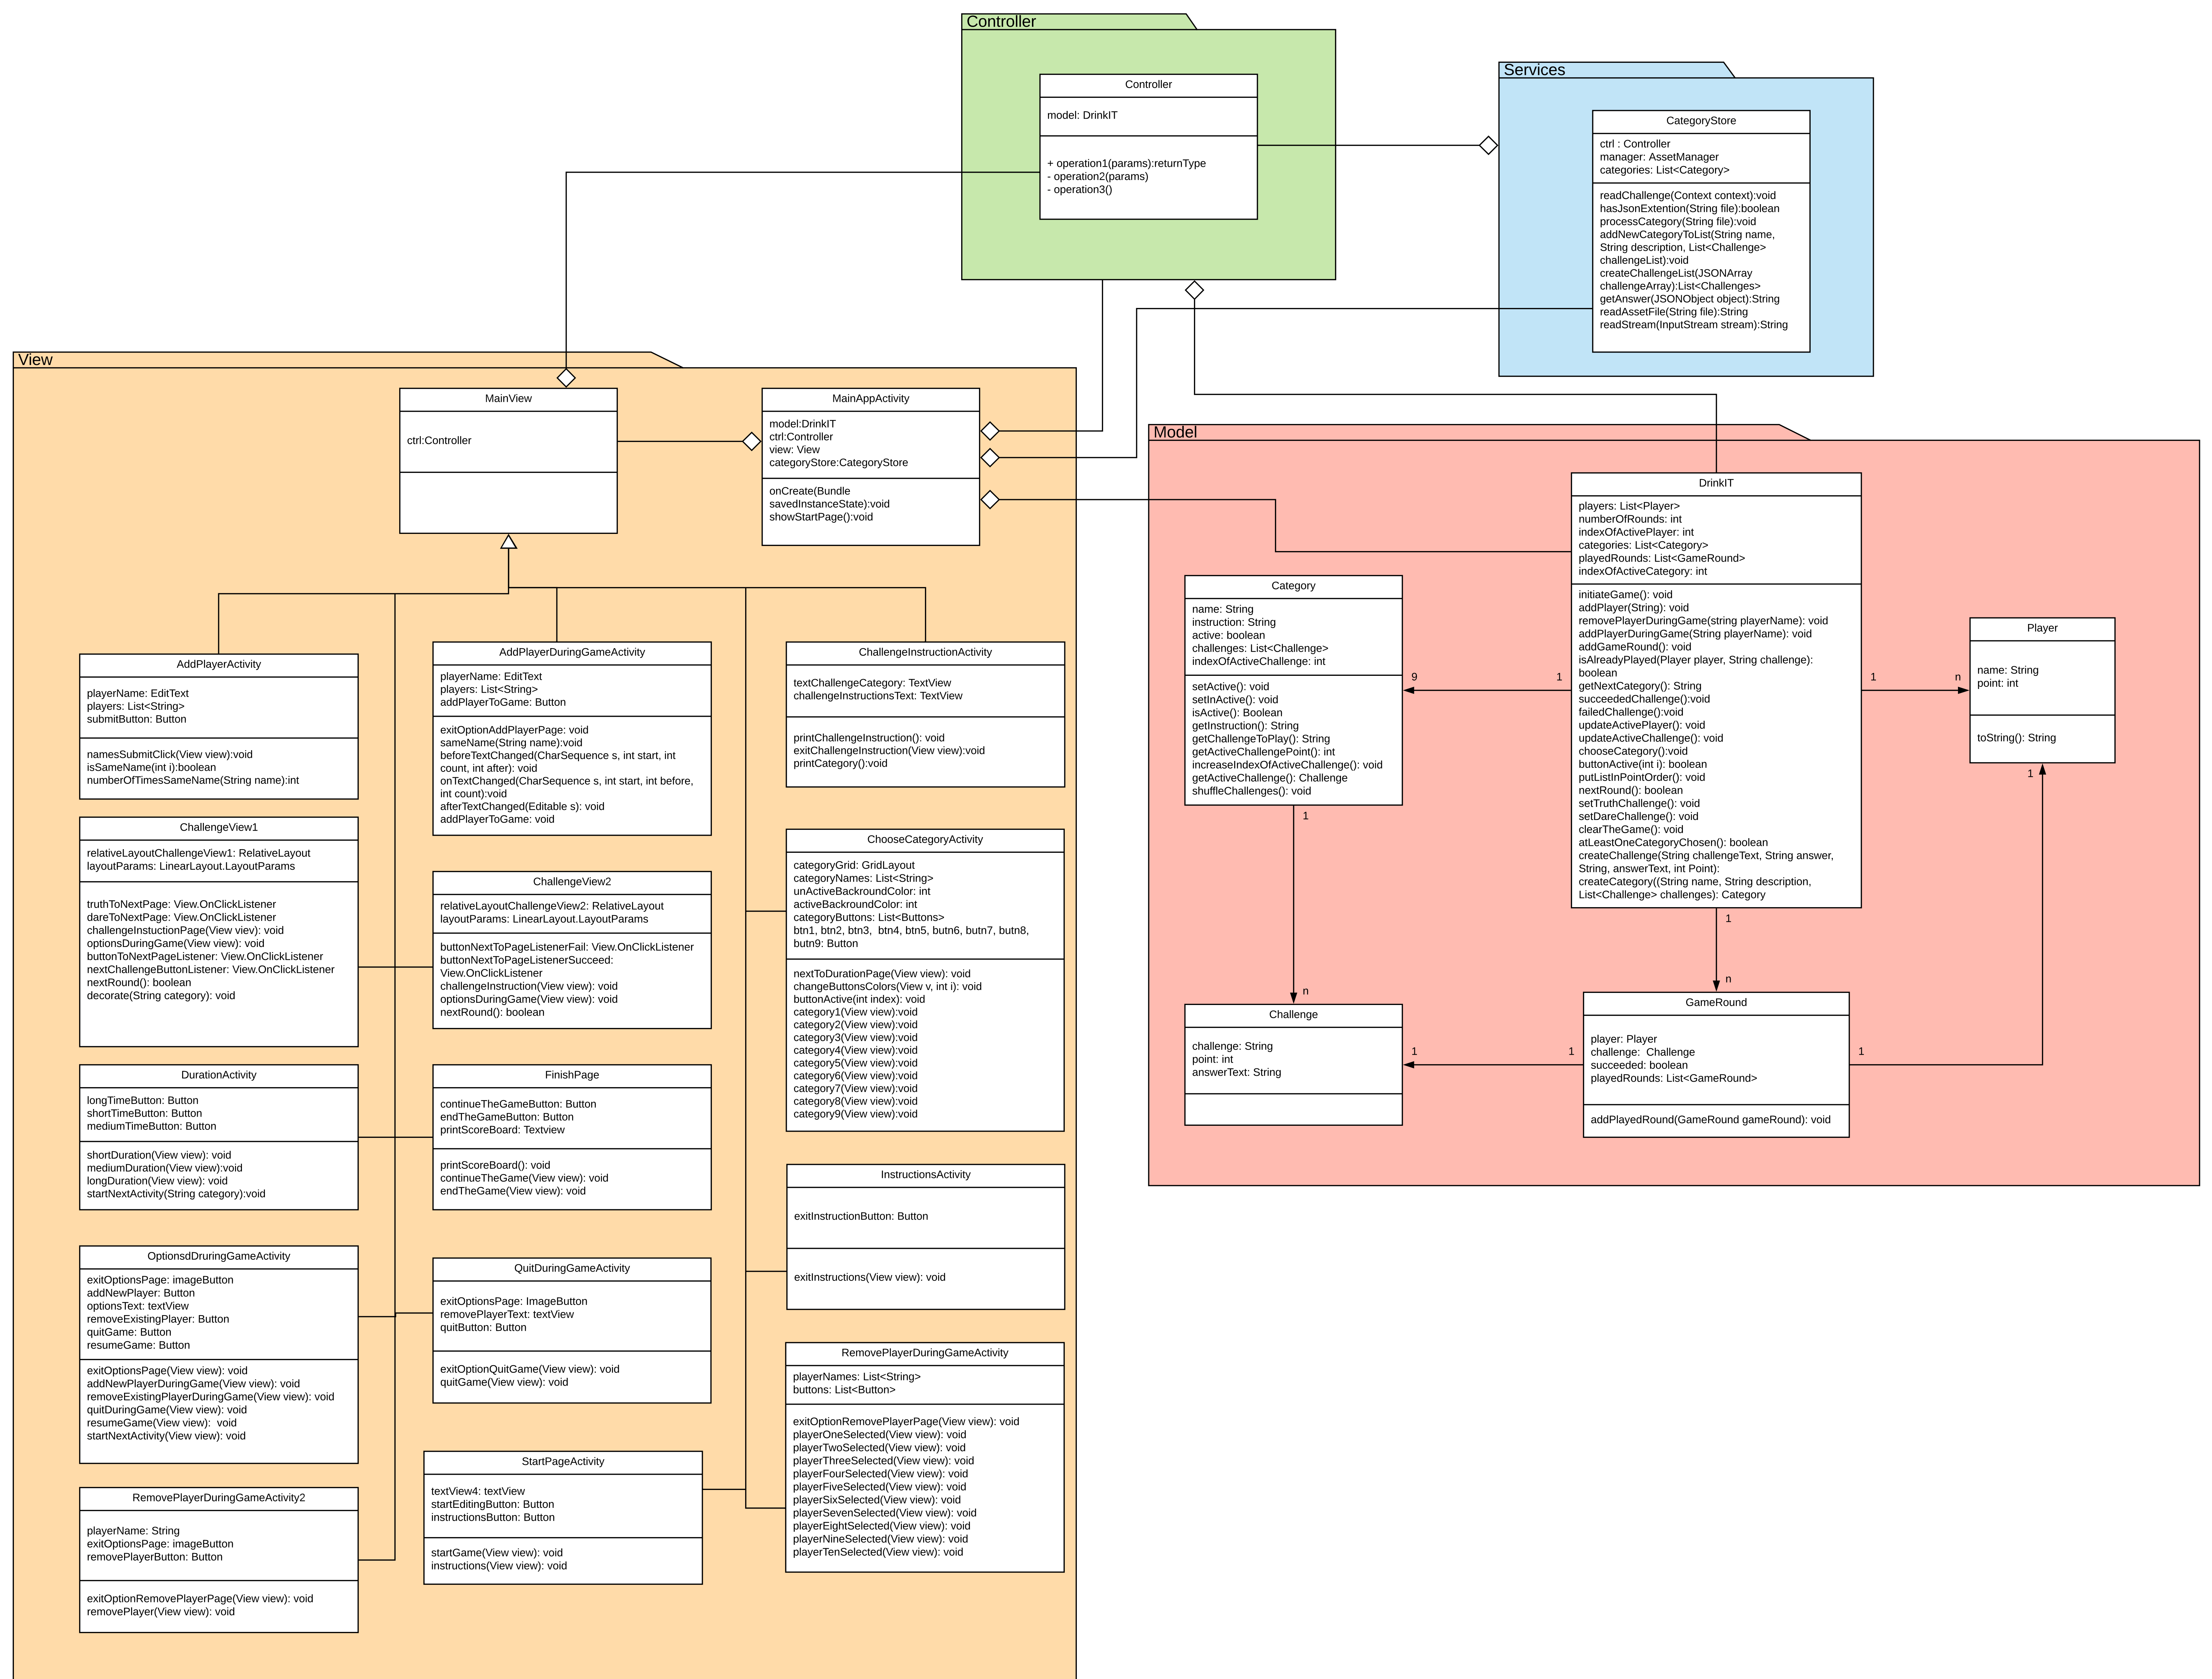 Controller
Controller
model: DrinkIT
+ operation1(params):returnType
- operation2(params)
- operation3()
Services
CategoryStore
ctrl : Controller
manager: AssetManager
categories: List<Category>
readChallenge(Context context):void
hasJsonExtention(String file):boolean
processCategory(String file):void
addNewCategoryToList(String name,
String description, List<Challenge>
challengeList):void
createChallengeList(JSONArray
challengeArray):List<Challenges>
getAnswer(JSONObject object):String
readAssetFile(String file):String
readStream(InputStream stream):String
View
MainView
ctrl:Controller
MainAppActivity
model:DrinkIT
ctrl:Controller
view: View
categoryStore:CategoryStore
onCreate(Bundle
savedInstanceState):void
showStartPage():void
AddPlayerActivity
playerName: EditText
players: List<String>
submitButton: Button
namesSubmitClick(View view):void
isSameName(int i):boolean
numberOfTimesSameName(String name):int
AddPlayerDuringGameActivity
playerName: EditText
players: List<String>
addPlayerToGame: Button
exitOptionAddPlayerPage: void
sameName(String name):void
beforeTextChanged(CharSequence s, int start, int
count, int after): void
onTextChanged(CharSequence s, int start, int before,
int count):void
afterTextChanged(Editable s): void
addPlayerToGame: void
ChallengeInstructionActivity
textChallengeCategory: TextView
challengeInstructionsText: TextView
printChallengeInstruction(): void
exitChallengeInstruction(View view):void
printCategory():void
ChallengeView1
relativeLayoutChallengeView1: RelativeLayout
layoutParams: LinearLayout.LayoutParams
truthToNextPage: View.OnClickListener
dareToNextPage: View.OnClickListener
challengeInstuctionPage(View viev): void
optionsDuringGame(View view): void
buttonToNextPageListener: View.OnClickListener
nextChallengeButtonListener: View.OnClickListener
nextRound(): boolean
decorate(String category): void
ChallengeView2
relativeLayoutChallengeView2: RelativeLayout
layoutParams: LinearLayout.LayoutParams
buttonNextToPageListenerFail: View.OnClickListener
buttonNextToPageListenerSucceed:
View.OnClickListener
challengeInstruction(View view): void
optionsDuringGame(View view): void
nextRound(): boolean
ChooseCategoryActivity
categoryGrid: GridLayout
categoryNames: List<String>
unActiveBackroundColor: int
activeBackroundColor: int
categoryButtons: List<Buttons>
btn1, btn2, btn3,  btn4, btn5, butn6, butn7, butn8,
butn9: Button
nextToDurationPage(View view): void
changeButtonsColors(View v, int i): void
buttonActive(int index): void
category1(View view):void
category2(View view):void
category3(View view):void
category4(View view):void
category5(View view):void
category6(View view):void
category7(View view):void
category8(View view):void
category9(View view):void
DurationActivity
longTimeButton: Button
shortTimeButton: Button
mediumTimeButton: Button
shortDuration(View view): void
mediumDuration(View view):void
longDuration(View view): void
startNextActivity(String category):void
FinishPage
continueTheGameButton: Button
endTheGameButton: Button
printScoreBoard: Textview
printScoreBoard(): void
continueTheGame(View view): void
endTheGame(View view): void
InstructionsActivity
exitInstructionButton: Button
exitInstructions(View view): void
OptionsdDruringGameActivity
exitOptionsPage: imageButton
addNewPlayer: Button
optionsText: textView
removeExistingPlayer: Button
quitGame: Button
resumeGame: Button
exitOptionsPage(View view): void
addNewPlayerDuringGame(View view): void
removeExistingPlayerDuringGame(View view): void
quitDuringGame(View view): void
resumeGame(View view):  void
startNextActivity(View view): void
QuitDuringGameActivity
exitOptionsPage: ImageButton
removePlayerText: textView
quitButton: Button
exitOptionQuitGame(View view): void
quitGame(View view): void
RemovePlayerDuringGameActivity
playerNames: List<String>
buttons: List<Button>
exitOptionRemovePlayerPage(View view): void
playerOneSelected(View view): void
playerTwoSelected(View view): void
playerThreeSelected(View view): void
playerFourSelected(View view): void
playerFiveSelected(View view): void
playerSixSelected(View view): void
playerSevenSelected(View view): void
playerEightSelected(View view): void
playerNineSelected(View view): void
playerTenSelected(View view): void
StartPageActivity
textView4: textView
startEditingButton: Button
instructionsButton: Button
startGame(View view): void
instructions(View view): void
RemovePlayerDuringGameActivity2
playerName: String
exitOptionsPage: imageButton
removePlayerButton: Button
exitOptionRemovePlayerPage(View view): void
removePlayer(View view): void
Model
DrinkIT
players: List<Player>
numberOfRounds: int
indexOfActivePlayer: int
categories: List<Category>
playedRounds: List<GameRound>
indexOfActiveCategory: int
initiateGame(): void
addPlayer(String): void
removePlayerDuringGame(string playerName): void
addPlayerDuringGame(String playerName): void
addGameRound(): void
isAlreadyPlayed(Player player, String challenge):
boolean
getNextCategory(): String
succeededChallenge():void
failedChallenge():void
updateActivePlayer(): void
updateActiveChallenge(): void
chooseCategory():void
buttonActive(int i): boolean
putListInPointOrder(): void
nextRound(): boolean
setTruthChallenge(): void
setDareChallenge(): void
clearTheGame(): void
atLeastOneCategoryChosen(): boolean
createChallenge(String challengeText, String answer,
String, answerText, int Point):
createCategory((String name, String description,
List<Challenge> challenges): Category
Category
name: String
instruction: String
active: boolean
challenges: List<Challenge>
indexOfActiveChallenge: int
setActive(): void
setInActive(): void
isActive(): Boolean
getInstruction(): String
getChallengeToPlay(): String
getActiveChallengePoint(): int
increaseIndexOfActiveChallenge(): void
getActiveChallenge(): Challenge
shuffleChallenges(): void
Player
name: String
point: int
toString(): String
9
1
1
n
1
1
1
n
n
Challenge
challenge: String
point: int
answerText: String
GameRound
player: Player
challenge:  Challenge
succeeded: boolean
playedRounds: List<GameRound>
addPlayedRound(GameRound gameRound): void
1
1
1